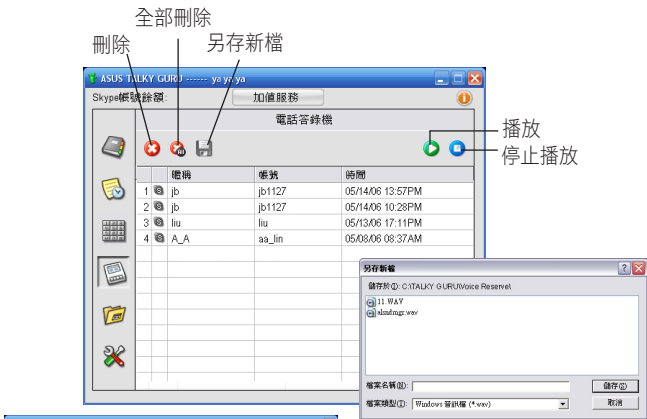 全部刪除
刪除
另存新檔
ASUS TALKY GURU ------ ya ya ya
Skype帳號餘額:
加值服務
電話答錄機
播放
停止播放
暱稱 帳號 時間
1 jb jb1127 05/14/06 13:57PM
2 jb jb1127 05/14/06 10:28PM
3 liu liu 05/13/06 17:11PM
4 A_A aa_lin 05/08/06 08:37AM
另存新檔
儲存於(I): C:\TALKY GURU\Voice Reserve\
11.WAV
alsndmgr.wav
檔案名稱(N):
儲存(S)
檔案類型(T): Windows 音訊檔 (*.wav)
取消